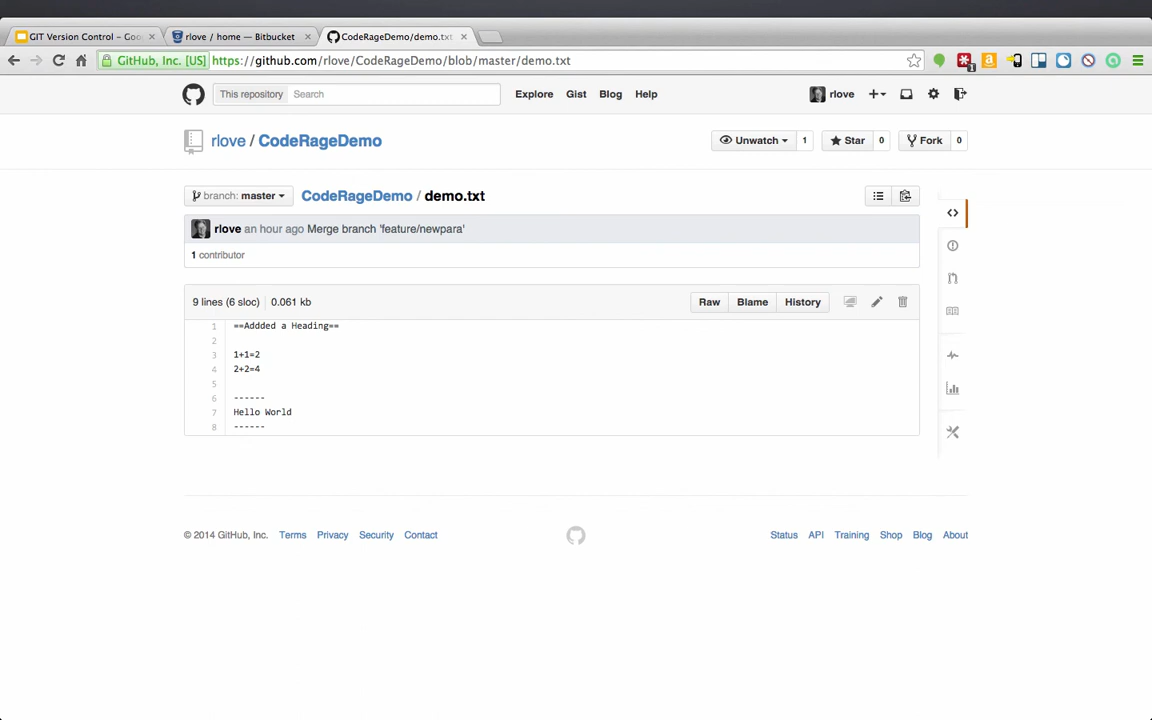 GIT Version Control – Goo
rlove / home — Bitbucket
CodeRageDemo/demo.txt
GitHub, Inc. [US] https://github.com/rlove/CodeRageDemo/blob/master/demo.txt
1
This repository Search Explore Gist Blog Help rlove
rlove / CodeRageDemo Unwatch 1 Star 0 Fork 0
branch: master CodeRageDemo / demo.txt
rlove an hour ago Merge branch 'feature/newpara'
1 contributor
9 lines (6 sloc) 0.061 kb Raw Blame History
1 ==Addded a Heading==
2
3 1+1=2
4 2+2=4
5
6 ------
7 Hello World
8 ------
© 2014 GitHub, Inc. Terms Privacy Security Contact Status API Training Shop Blog About